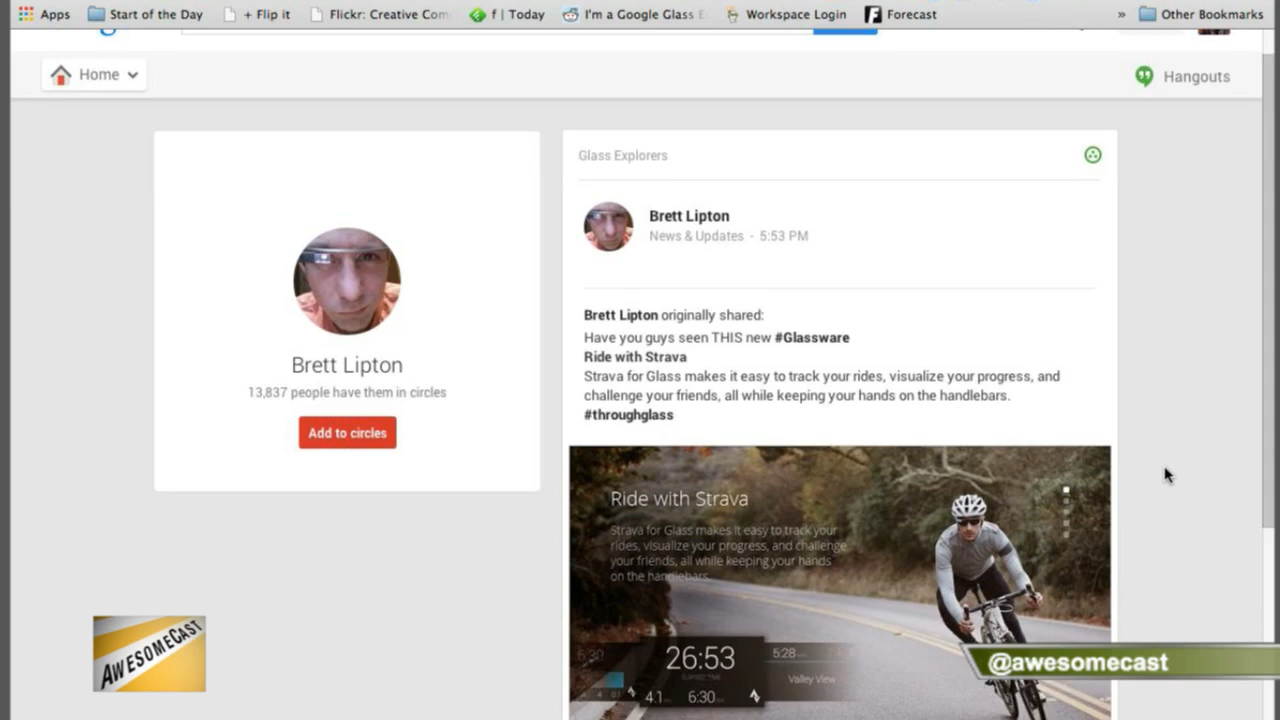 Apps
Start of the Day
+ Flip it
Flickr: Creative Com
f | Today
I'm a Google Glass E
Workspace Login
Forecast
»
Other Bookmarks
Home
Hangouts
Glass Explorers
Brett Lipton
News & Updates - 5:53 PM
Brett Lipton
13,837 people have them in circles
Add to circles
Brett Lipton originally shared:
Have you guys seen THIS new #Glassware
Ride with Strava
Strava for Glass makes it easy to track your rides, visualize your progress, and
challenge your friends, all while keeping your hands on the handlebars.
#throughglass
Ride with Strava
Strava for Glass makes it easy to track your
rides, visualize your progress, and challenge
your friends, all while keeping your hands
on the handlebars.
6:30
26:53
5:28
ELAPSED TIME
Valley View
4.1
6:30
AWESOMECAST
@awesomecast